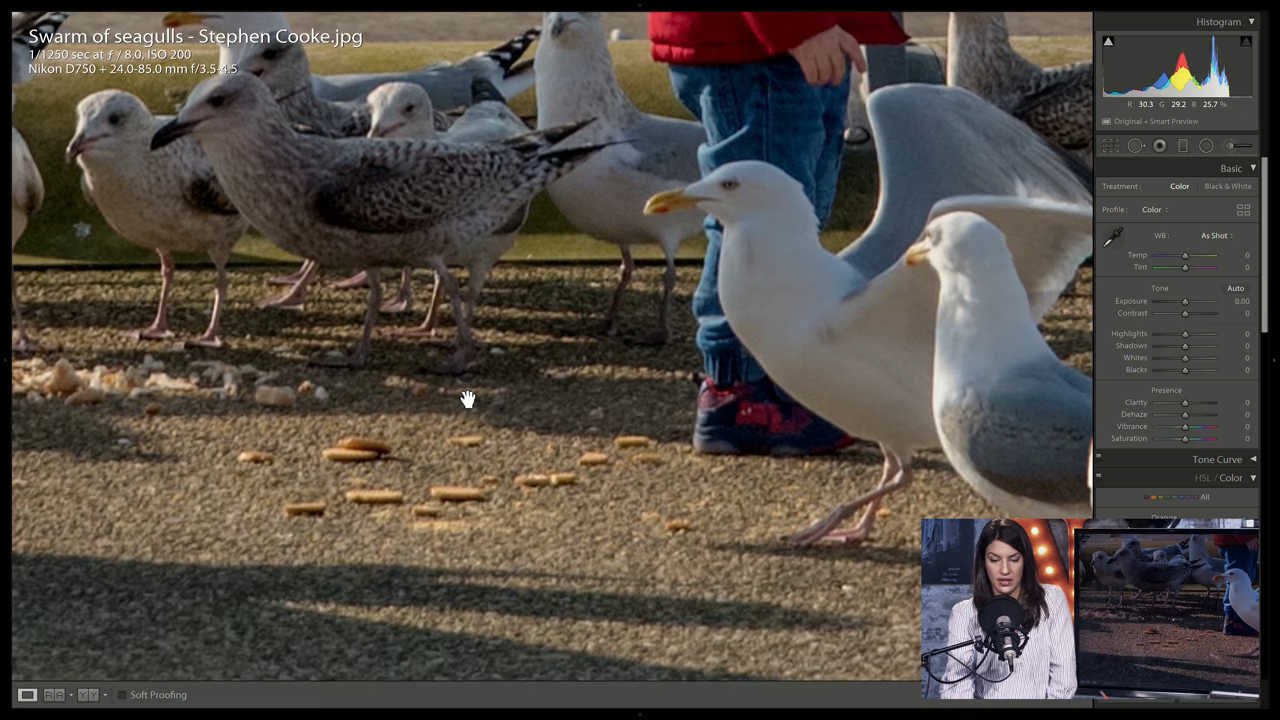 Swarm of seagulls - Stephen Cooke.jpg
1/1250 sec at ƒ / 8.0, ISO 200
Nikon D750 + 24.0-85.0 mm f/3.5-4.5
Histogram
R 30.3 G 29.2 B 25.7 %
Original + Smart Preview
Basic
Treatment: Color Black & White
Profile: Color
WB: As Shot
Temp 0
Tint 0
Tone Auto
Exposure 0.00
Contrast 0
Highlights 0
Shadows 0
Whites 0
Blacks 0
Presence
Clarity 0
Dehaze 0
Vibrance 0
Saturation 0
Tone Curve
HSL / Color
All
Orange
Soft Proofing